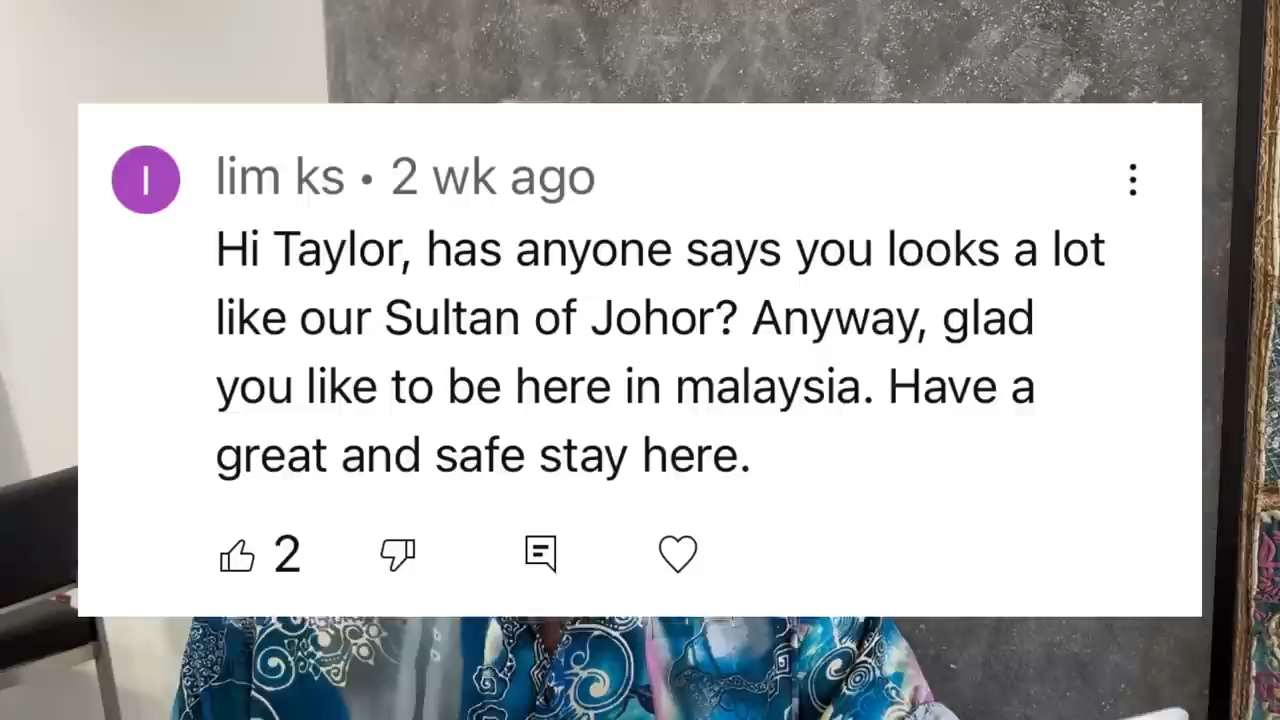 l
lim ks • 2 wk ago
Hi Taylor, has anyone says you looks a lot
like our Sultan of Johor? Anyway, glad
you like to be here in malaysia. Have a
great and safe stay here.
2